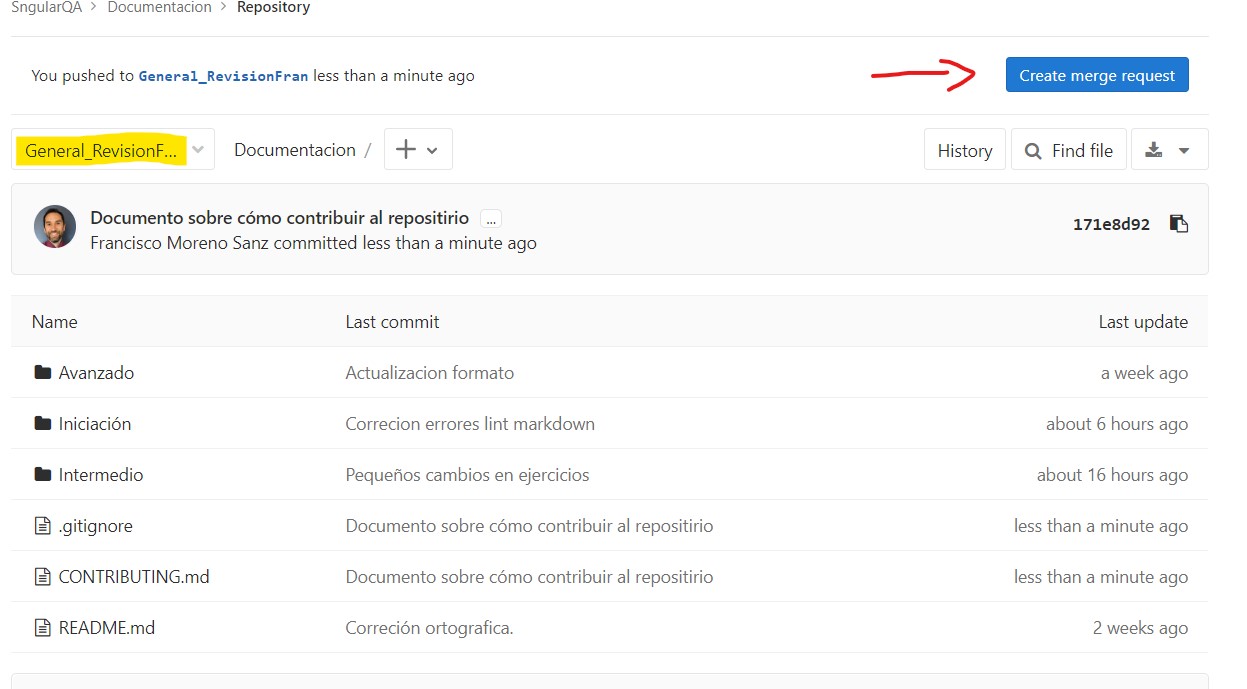 SngularQA > Documentacion > Repository
You pushed to General_RevisionFran less than a minute ago
Create merge request
General_RevisionF...
Documentacion /
History
Find file
Documento sobre cómo contribuir al repositirio ...
Francisco Moreno Sanz committed less than a minute ago
171e8d92
Name Last commit Last update
Avanzado Actualizacion formato a week ago
Iniciación Correcion errores lint markdown about 6 hours ago
Intermedio Pequeños cambios en ejercicios about 16 hours ago
.gitignore Documento sobre cómo contribuir al repositirio less than a minute ago
CONTRIBUTING.md Documento sobre cómo contribuir al repositirio less than a minute ago
README.md Correción ortografica. 2 weeks ago